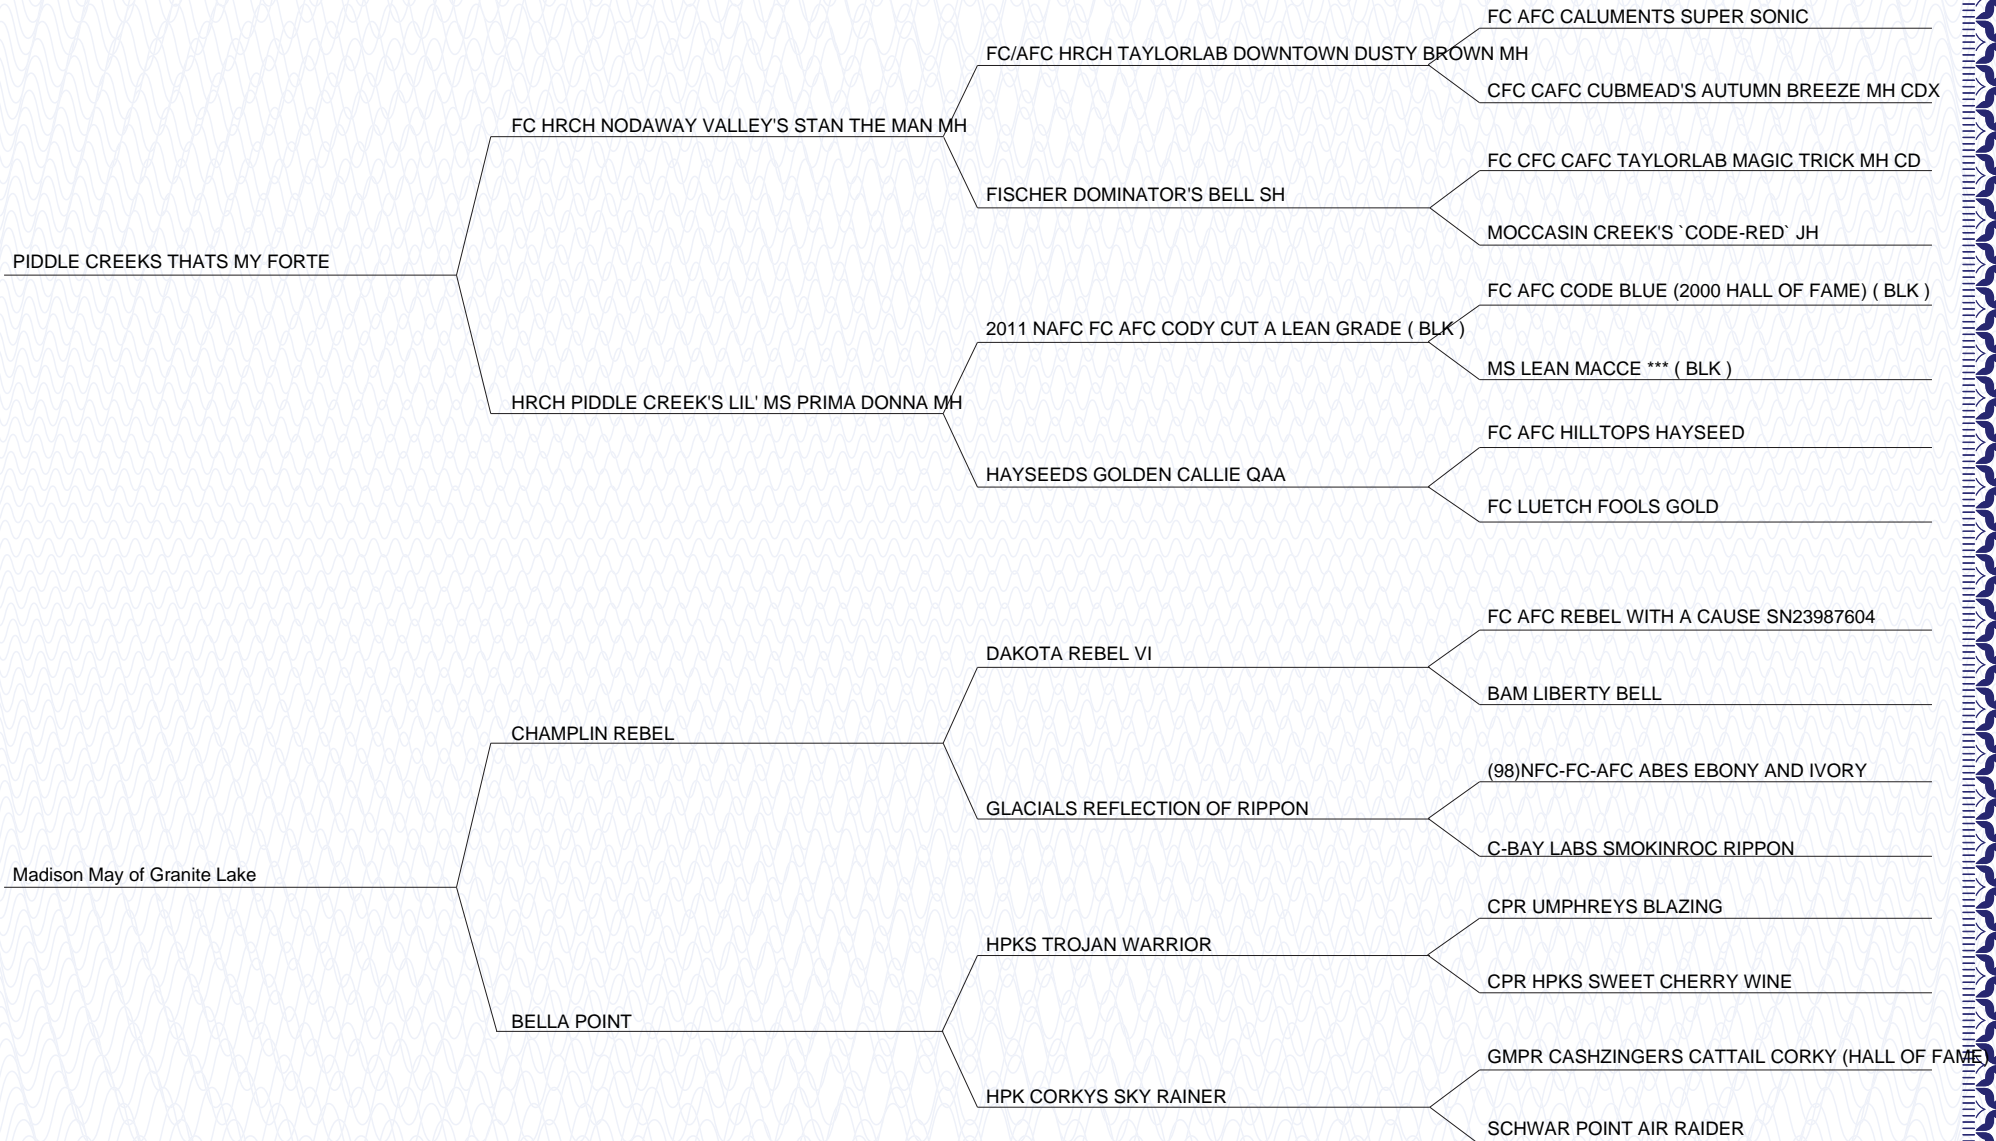 FC AFC CALUMENTS SUPER SONIC
FC/AFC HRCH TAYLORLAB DOWNTOWN DUSTY BROWN MH
CFC CAFC CUBMEAD'S AUTUMN BREEZE MH CDX
FC HRCH NODAWAY VALLEY'S STAN THE MAN MH
FC CFC CAFC TAYLORLAB MAGIC TRICK MH CD
FISCHER DOMINATOR'S BELL SH
MOCCASIN CREEK'S `CODE-RED` JH
PIDDLE CREEKS THATS MY FORTE
FC AFC CODE BLUE (2000 HALL OF FAME) ( BLK )
2011 NAFC FC AFC CODY CUT A LEAN GRADE ( BLK )
MS LEAN MACCE *** ( BLK )
HRCH PIDDLE CREEK'S LIL' MS PRIMA DONNA MH
FC AFC HILLTOPS HAYSEED
HAYSEEDS GOLDEN CALLIE QAA
FC LUETCH FOOLS GOLD
FC AFC REBEL WITH A CAUSE SN23987604
DAKOTA REBEL VI
BAM LIBERTY BELL
CHAMPLIN REBEL
(98)NFC-FC-AFC ABES EBONY AND IVORY
GLACIALS REFLECTION OF RIPPON
C-BAY LABS SMOKINROC RIPPON
Madison May of Granite Lake
CPR UMPHREYS BLAZING
HPKS TROJAN WARRIOR
CPR HPKS SWEET CHERRY WINE
BELLA POINT
GMPR CASHZINGERS CATTAIL CORKY (HALL OF FAME)
HPK CORKYS SKY RAINER
SCHWAR POINT AIR RAIDER